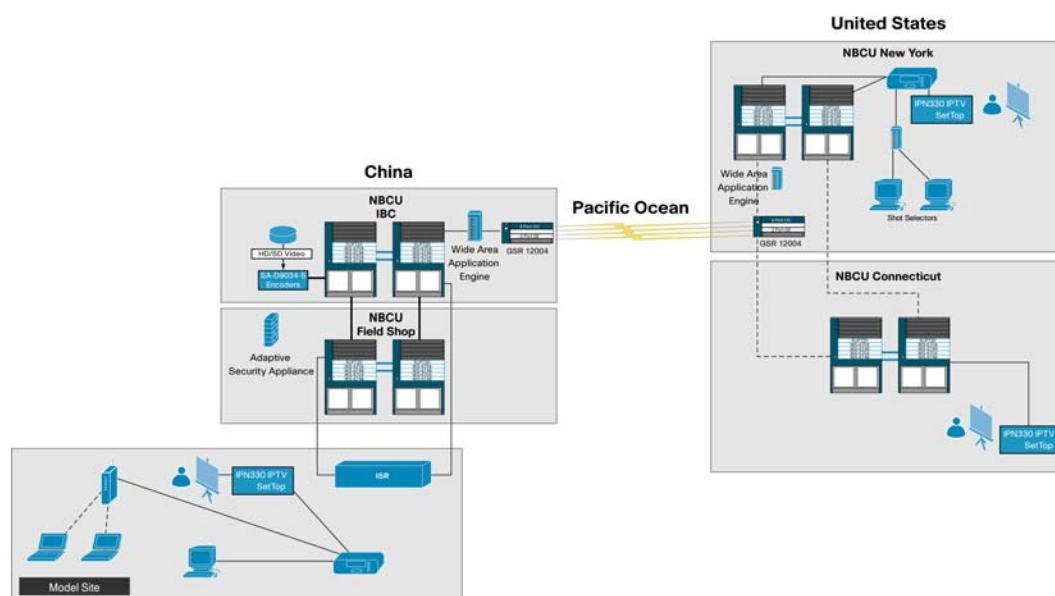 United States
NBCU New York
IPN330 IPTV
SetTop
Wide Area
Application
Engine
Shot Selectors
GSR 12004
Pacific Ocean
China
NBCU
IBC
HD/SD Video
SA-D9034-S
Encoders
Wide Area
Application
Engine
GSR 12004
NBCU Connecticut
IPN330 IPTV
SetTop
NBCU
Field Shop
Adaptive
Security Appliance
ISR
IPN330 IPTV
SetTop
Model Site